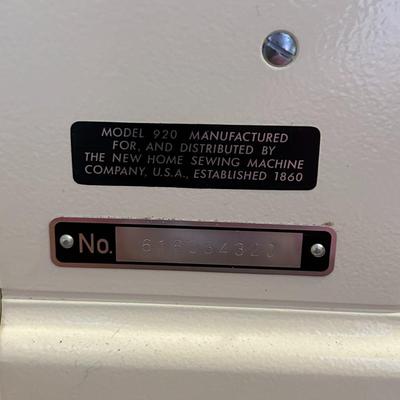 MODEL 920 MANUFACTURED
FOR, AND DISTRIBUTED BY
THE NEW HOME SEWING MACHINE
COMPANY, U.S.A., ESTABLISHED 1860
No.